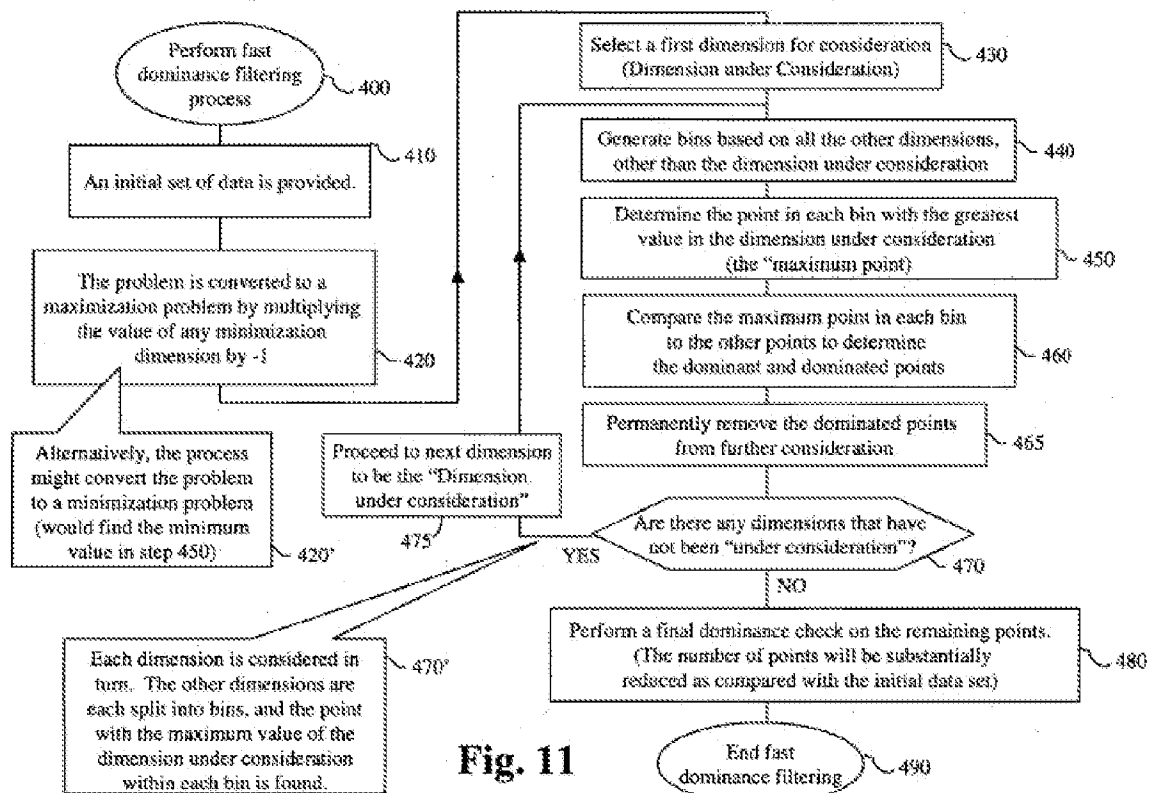 Perform fast
dominance filtering
process
400
410
An initial set of data is provided.
The problem is converted to a
maximization problem by multiplying
the value of any minimization
dimension by -1
420
Alternatively, the process
might convert the problem
to a minimization problem
(would find the minimum
value in step 450)
420'
Select a first dimension for consideration
(Dimension under Consideration)
430
Generate bins based on all the other dimensions,
other than the dimension under consideration
440
Determine the point in each bin with the greatest
value in the dimension under consideration
(the "maximum point)
450
Compare the maximum point in each bin
to the other points to determine
the dominant and dominated points
460
Permanently remove the dominated points
from further consideration
465
Proceed to next dimension
to be the "Dimension
under consideration"
475
Are there any dimensions that have
not been "under consideration"?
470
YES
NO
Each dimension is considered in
turn. The other dimensions are
each split into bins, and the point
with the maximum value of the
dimension under consideration
within each bin is found.
470'
Perform a final dominance check on the remaining points.
(The number of points will be substantially
reduced as compared with the initial data set)
480
End fast
dominance filtering
490
Fig. 11